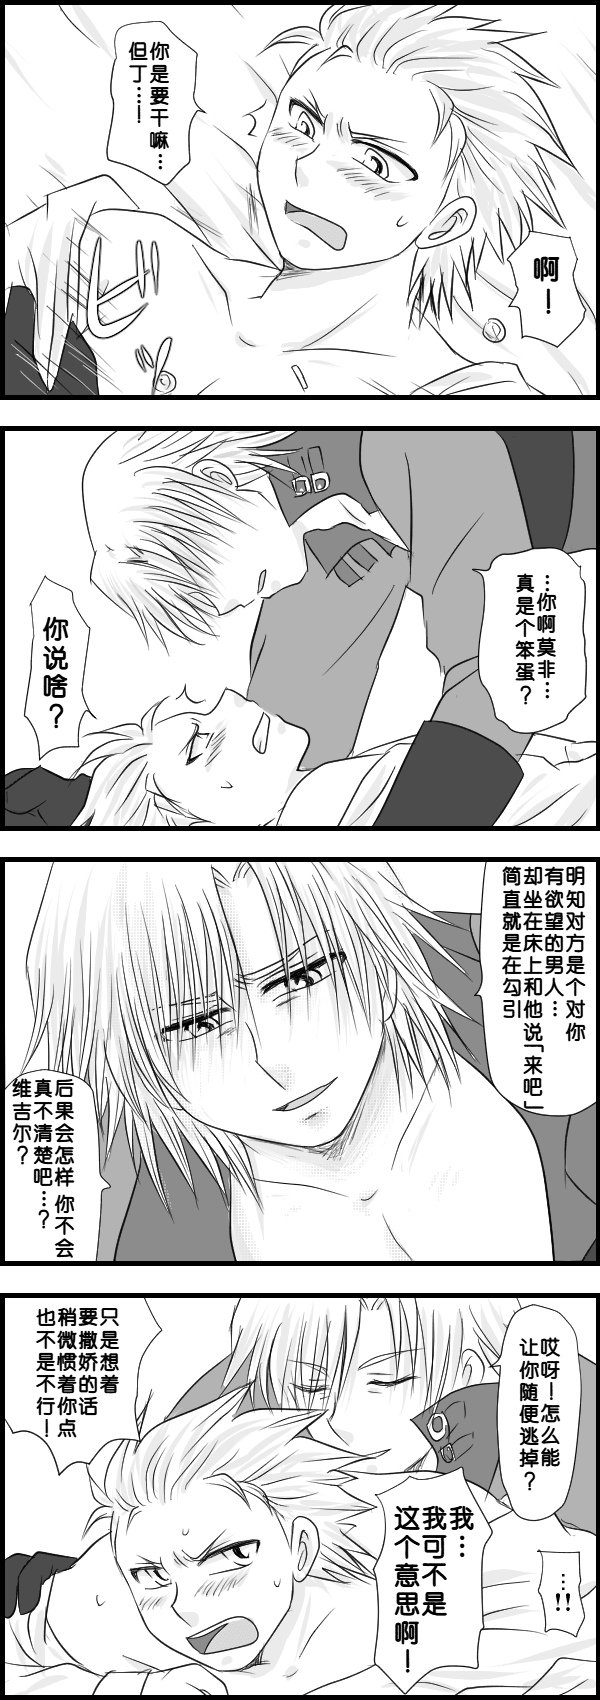 啊！
你是要干嘛…
但丁…！
…你啊莫非…
真是个笨蛋？
你说啥？
明知对方是个对你
有欲望的男人…
却坐在床上和他说「来吧」
简直就是在勾引
后果会怎样 你不会
真不清楚吧…？
维吉尔？
哎呀！怎么能
让你随便逃掉？
…!!
我…
我可不是
这个意思啊！
只是想着
要撒娇的话
稍微惯着你点
也不是不行！